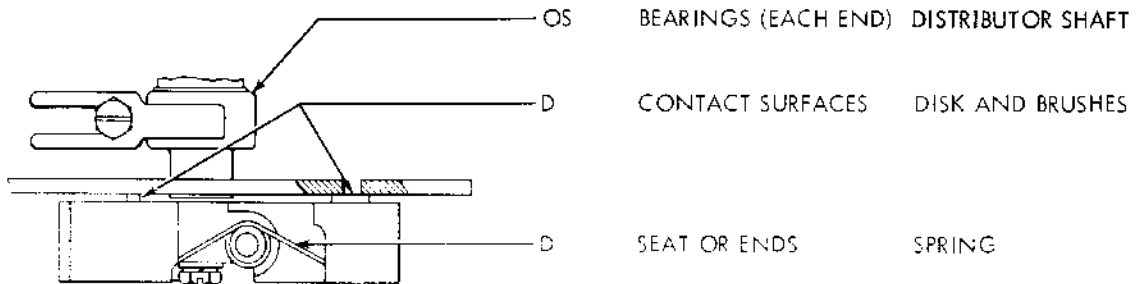 OS BEARINGS (EACH END) DISTRIBUTOR SHAFT
D CONTACT SURFACES DISK AND BRUSHES
D SEAT OR ENDS SPRING